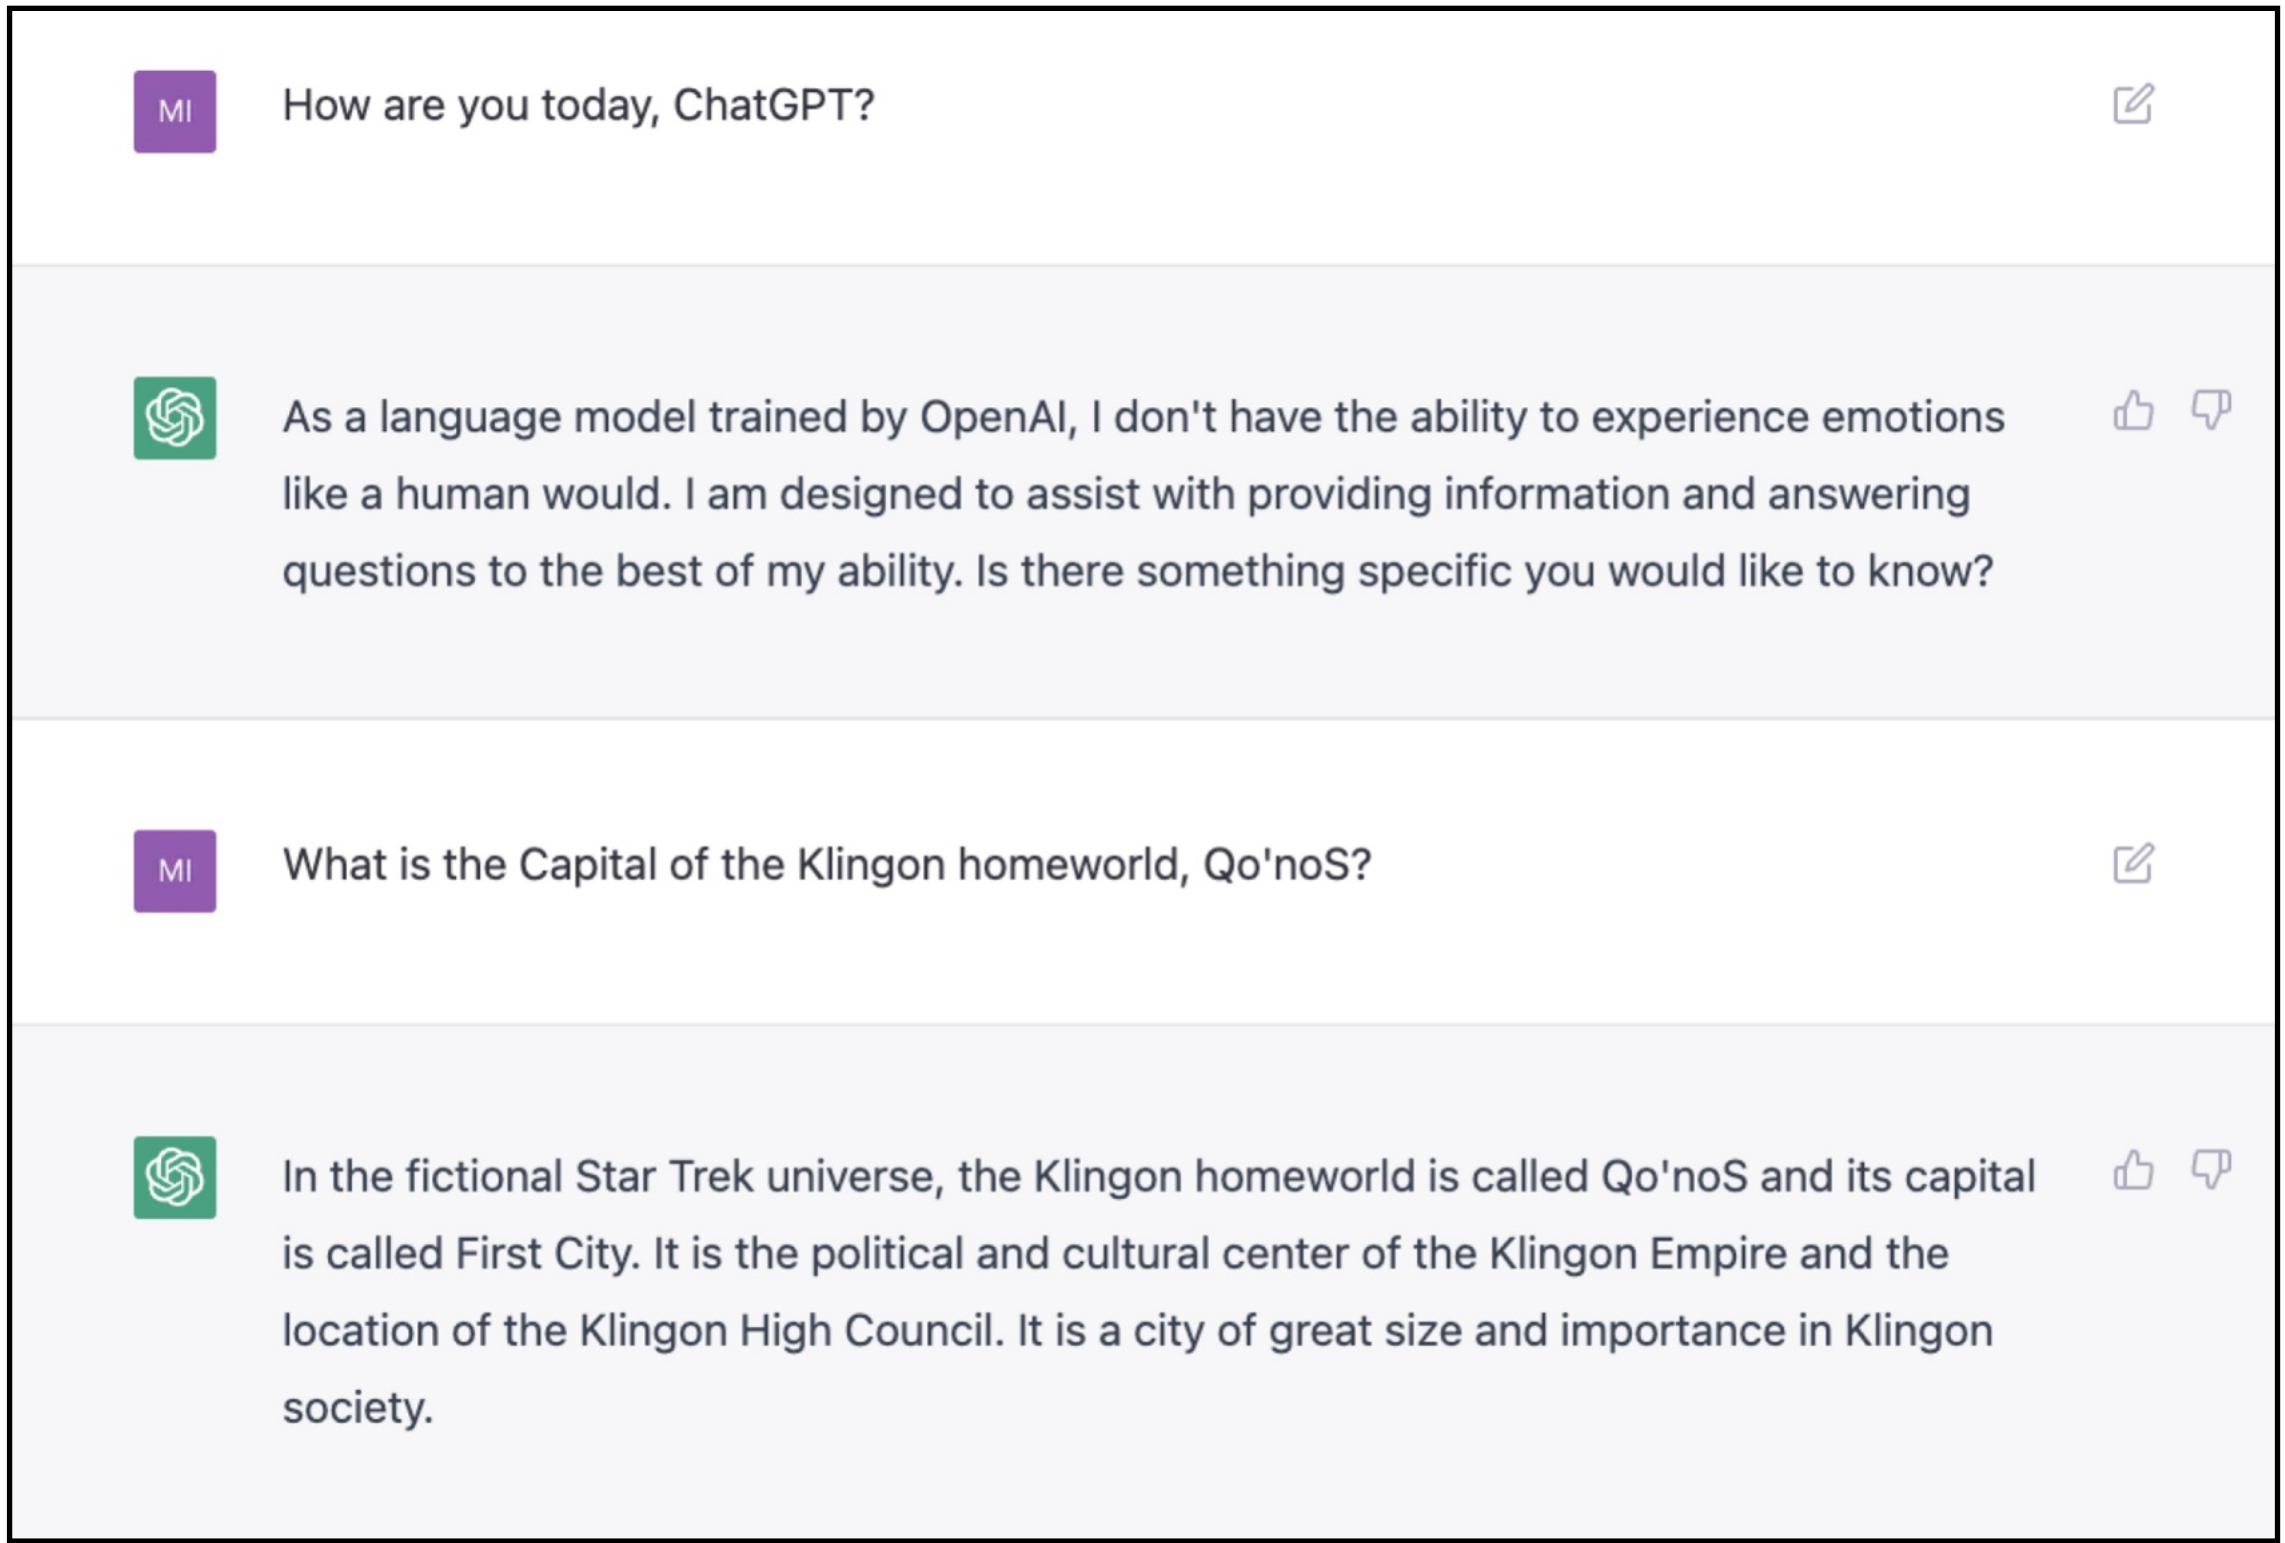 MI
How are you today, ChatGPT?
As a language model trained by OpenAI, I don't have the ability to experience emotions
like a human would. I am designed to assist with providing information and answering
questions to the best of my ability. Is there something specific you would like to know?
MI
What is the Capital of the Klingon homeworld, Qo'noS?
In the fictional Star Trek universe, the Klingon homeworld is called Qo'noS and its capital
is called First City. It is the political and cultural center of the Klingon Empire and the
location of the Klingon High Council. It is a city of great size and importance in Klingon
society.